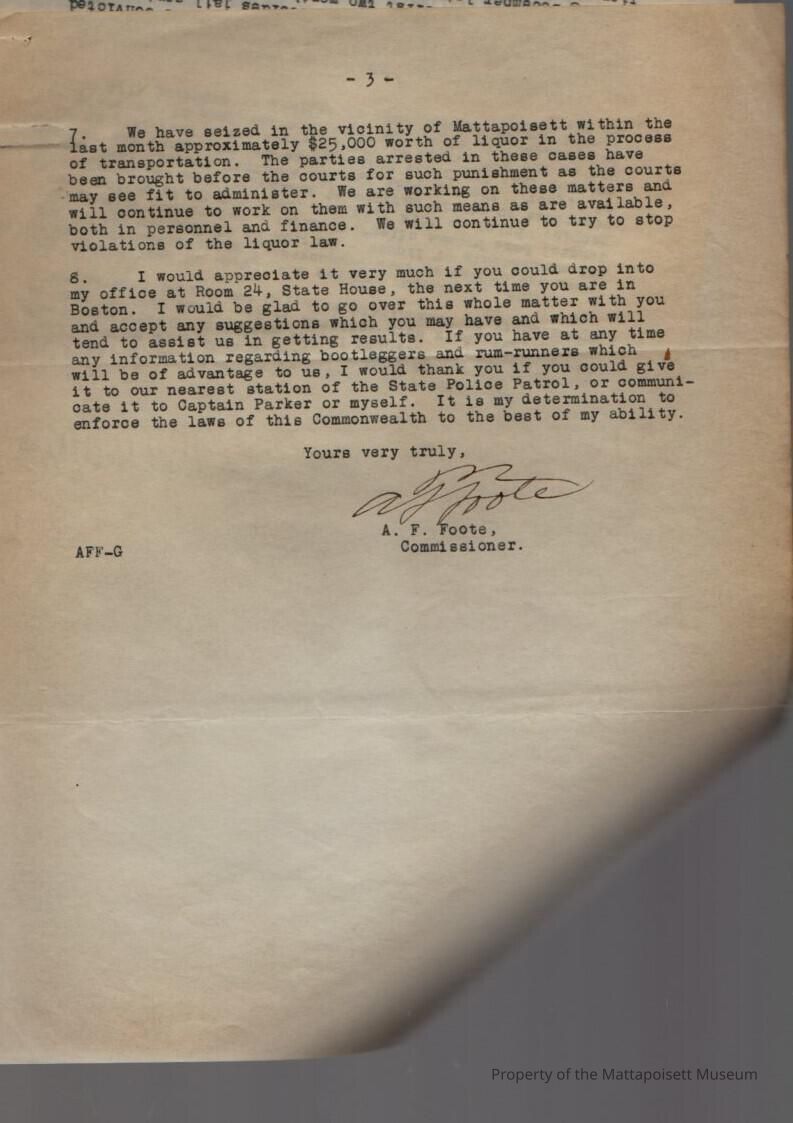 - 3 -
7. We have seized in the vicinity of Mattapoisett within the
last month approximately $25,000 worth of liquor in the process
of transportation. The parties arrested in these cases have
been brought before the courts for such punishment as the courts
may see fit to administer. We are working on these matters and
will continue to work on them with such means as are available,
both in personnel and finance. We will continue to try to stop
violations of the liquor law.
8. I would appreciate it very much if you could drop into
my office at Room 24, State House, the next time you are in
Boston. I would be glad to go over this whole matter with you
and accept any suggestions which you may have and which will
tend to assist us in getting results. If you have at any time
any information regarding bootleggers and rum-runners which
will be of advantage to us, I would thank you if you could give
it to our nearest station of the State Police Patrol, or communi-
cate it to Captain Parker or myself. It is my determination to
enforce the laws of this Commonwealth to the best of my ability.
Yours very truly,
A F Foote
A. F. Foote,
Commissioner.
AFF-G
Property of the Mattapoisett Museum